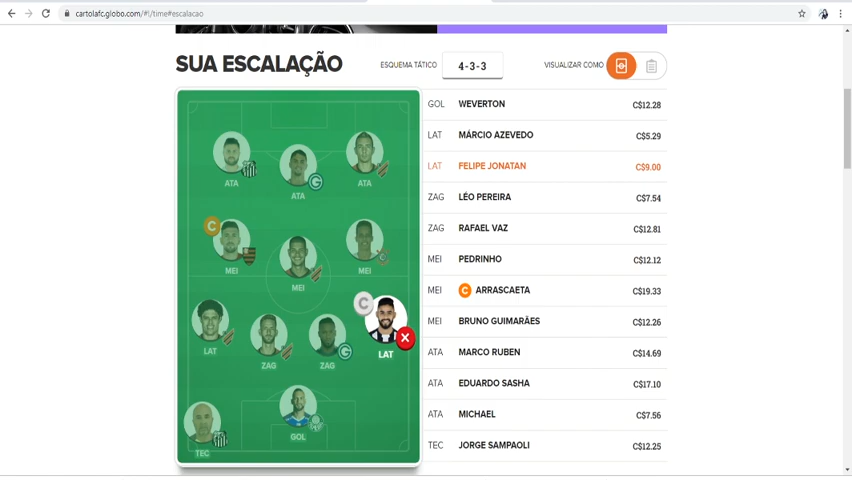 cartolafc.globo.com/#!/time#escalacao
SUA ESCALAÇÃO
ESQUEMA TÁTICO
4-3-3
VISUALIZAR COMO
ATA
ATA
ATA
C
MEI
MEI
MEI
C
LAT
ZAG
ZAG
LAT
GOL
TEC
GOL WEVERTON C$12.28
LAT MÁRCIO AZEVEDO C$5.29
LAT FELIPE JONATAN C$9.00
ZAG LÉO PEREIRA C$7.54
ZAG RAFAEL VAZ C$12.81
MEI PEDRINHO C$12.12
MEI C ARRASCAETA C$19.33
MEI BRUNO GUIMARÃES C$12.26
ATA MARCO RUBEN C$14.69
ATA EDUARDO SASHA C$17.10
ATA MICHAEL C$7.56
TEC JORGE SAMPAOLI C$12.25